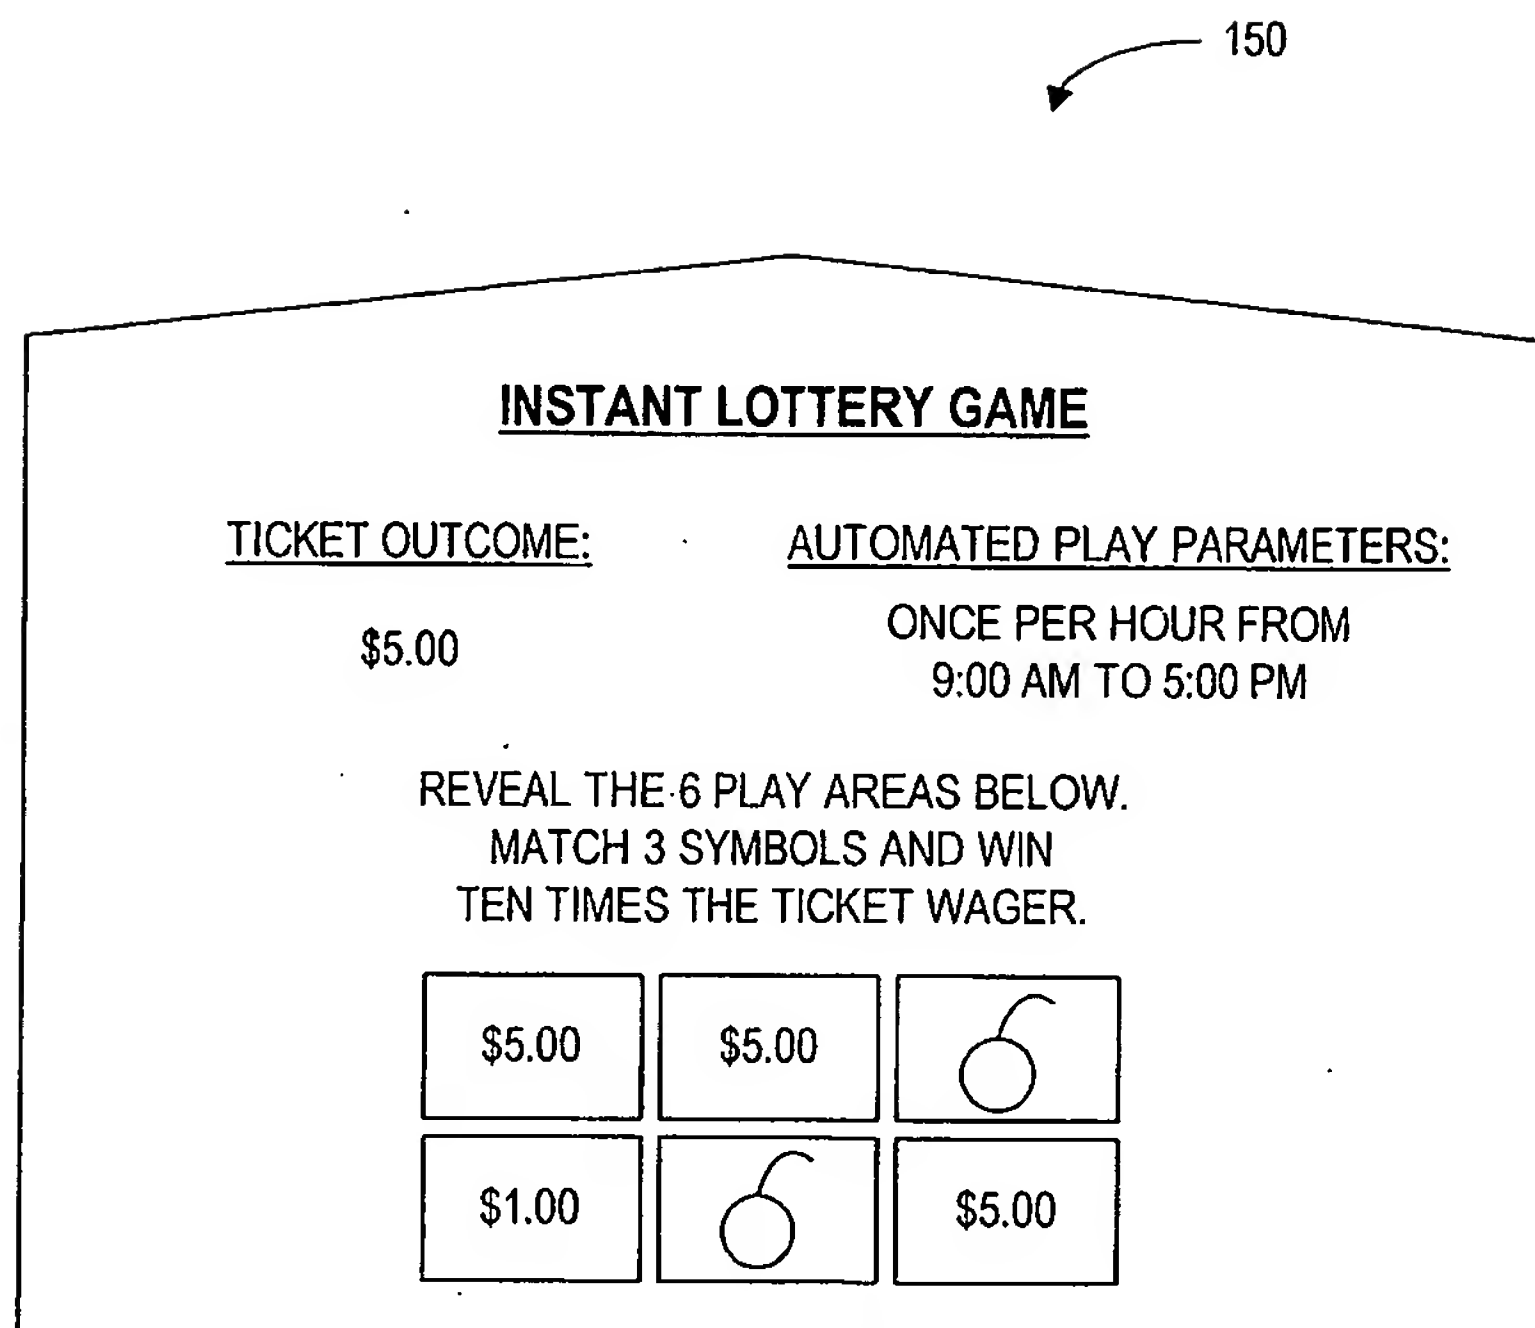 150
INSTANT LOTTERY GAME
TICKET OUTCOME:
$5.00
AUTOMATED PLAY PARAMETERS:
ONCE PER HOUR FROM
9:00 AM TO 5:00 PM
REVEAL THE 6 PLAY AREAS BELOW.
MATCH 3 SYMBOLS AND WIN
TEN TIMES THE TICKET WAGER.
$5.00 $5.00
$1.00 $5.00